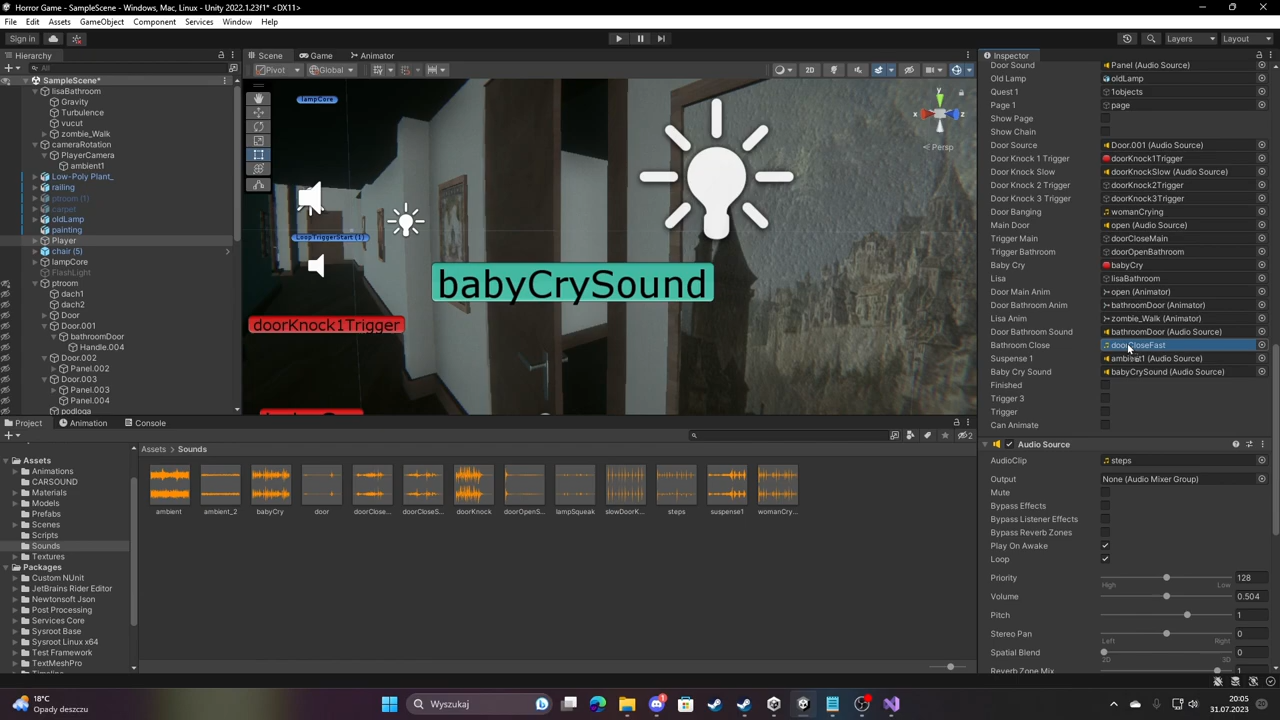 Horror Game - SampleScene - Windows, Mac, Linux - Unity 2022.1.23f1* <DX11>
File Edit Assets GameObject Component Services Window Help
Sign in
Layers
Layout
Hierarchy
All
SampleScene*
lisaBathroom
Gravity
Turbulence
vucut
zombie_Walk
cameraRotation
PlayerCamera
ambient1
Low-Poly Plant_
railing
ptroom (1)
carpet
oldLamp
painting
Player
chair (5)
lampCore
FlashLight
ptroom
dach1
dach2
Door
Door.001
bathroomDoor
Handle.004
Door.002
Panel.002
Door.003
Panel.003
Panel.004
podloga
Scene Game Animator
Pivot Global 2D
lampCore
LoopTriggerStart (1)
doorKnock1Trigger
babyCrySound
y
x
z
Persp
Project Animation Console
2
Assets
Animations
CARSOUND
Materials
Models
Prefabs
Scenes
Scripts
Sounds
Textures
Packages
Custom NUnit
JetBrains Rider Editor
Newtonsoft Json
Post Processing
Services Core
Sysroot Base
Sysroot Linux x64
Test Framework
TextMeshPro
Assets > Sounds
ambient ambient_2 babyCry door doorClose... doorCloseS... doorKnock doorOpenS... lampSqueak slowDoorK... steps suspense1 womanCry...
Inspector
Door Sound Panel (Audio Source)
Old Lamp oldLamp
Quest 1 1objects
Page 1 page
Show Page
Show Chain
Door Source Door.001 (Audio Source)
Door Knock 1 Trigger doorKnock1Trigger
Door Knock Slow doorKnockSlow (Audio Source)
Door Knock 2 Trigger doorKnock2Trigger
Door Knock 3 Trigger doorKnock3Trigger
Door Banging womanCrying
Main Door open (Audio Source)
Trigger Main doorCloseMain
Trigger Bathroom doorOpenBathroom
Baby Cry babyCry
Lisa lisaBathroom
Door Main Anim open (Animator)
Door Bathroom Anim bathroomDoor (Animator)
Lisa Anim zombie_Walk (Animator)
Door Bathroom Sound bathroomDoor (Audio Source)
Bathroom Close doorCloseFast
Suspense 1 ambient1 (Audio Source)
Baby Cry Sound babyCrySound (Audio Source)
Finished
Trigger 3
Trigger
Can Animate
Audio Source
AudioClip steps
Output None (Audio Mixer Group)
Mute
Bypass Effects
Bypass Listener Effects
Bypass Reverb Zones
Play On Awake
Loop
Priority 128
High Low
Volume 0.504
Pitch 1
Stereo Pan 0
Left Right
Spatial Blend 0
2D 3D
Reverb Zone Mix 1
18°C
Opady deszczu
Wyszukaj
1
20:05
31.07.2023